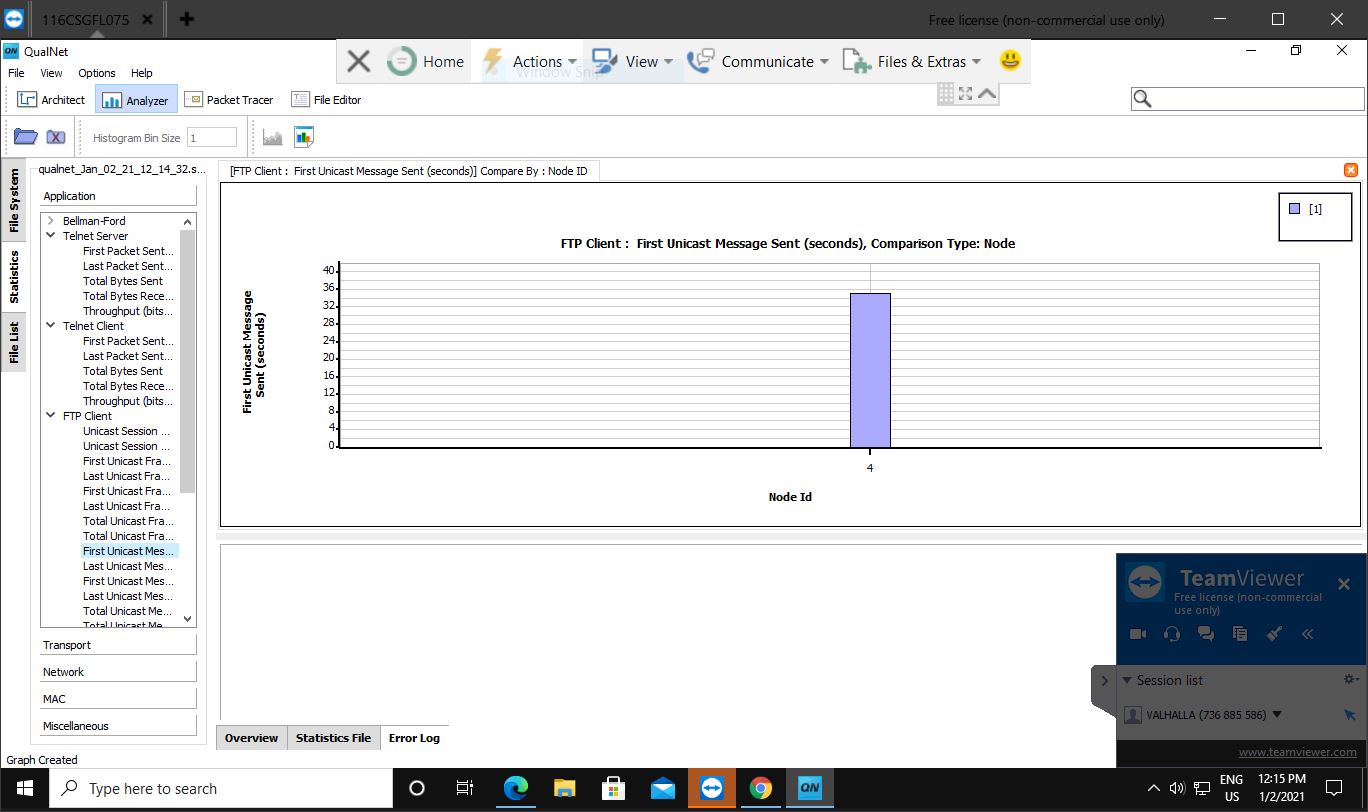 116CSGFL075
Free license (non-commercial use only)
QN QualNet
File View Options Help
Home Actions View Communicate Files & Extras
Architect Analyzer Packet Tracer File Editor
Histogram Bin Size 1
File System
Statistics
File List
qualnet_Jan_02_21_12_14_32.s...
Application
Bellman-Ford
Telnet Server
First Packet Sent...
Last Packet Sent...
Total Bytes Sent
Total Bytes Rece...
Throughput (bits...
Telnet Client
First Packet Sent...
Last Packet Sent...
Total Bytes Sent
Total Bytes Rece...
Throughput (bits...
FTP Client
Unicast Session ...
Unicast Session ...
First Unicast Fra...
Last Unicast Fra...
First Unicast Fra...
Last Unicast Fra...
Total Unicast Fra...
Total Unicast Fra...
First Unicast Mes...
Last Unicast Mes...
First Unicast Mes...
Last Unicast Mes...
Total Unicast Me...
Total Unicast Me...
Transport
Network
MAC
Miscellaneous
[FTP Client : First Unicast Message Sent (seconds)] Compare By : Node ID
[1]
FTP Client : First Unicast Message Sent (seconds), Comparison Type: Node
First Unicast Message
Sent (seconds)
40
36
32
28
24
20
16
12
8
4
0
4
Node Id
TeamViewer
Free license (non-commercial
use only)
Session list
VALHALLA (736 885 586)
www.teamviewer.com
Overview Statistics File Error Log
Graph Created
Type here to search
QN
ENG
US
12:15 PM
1/2/2021